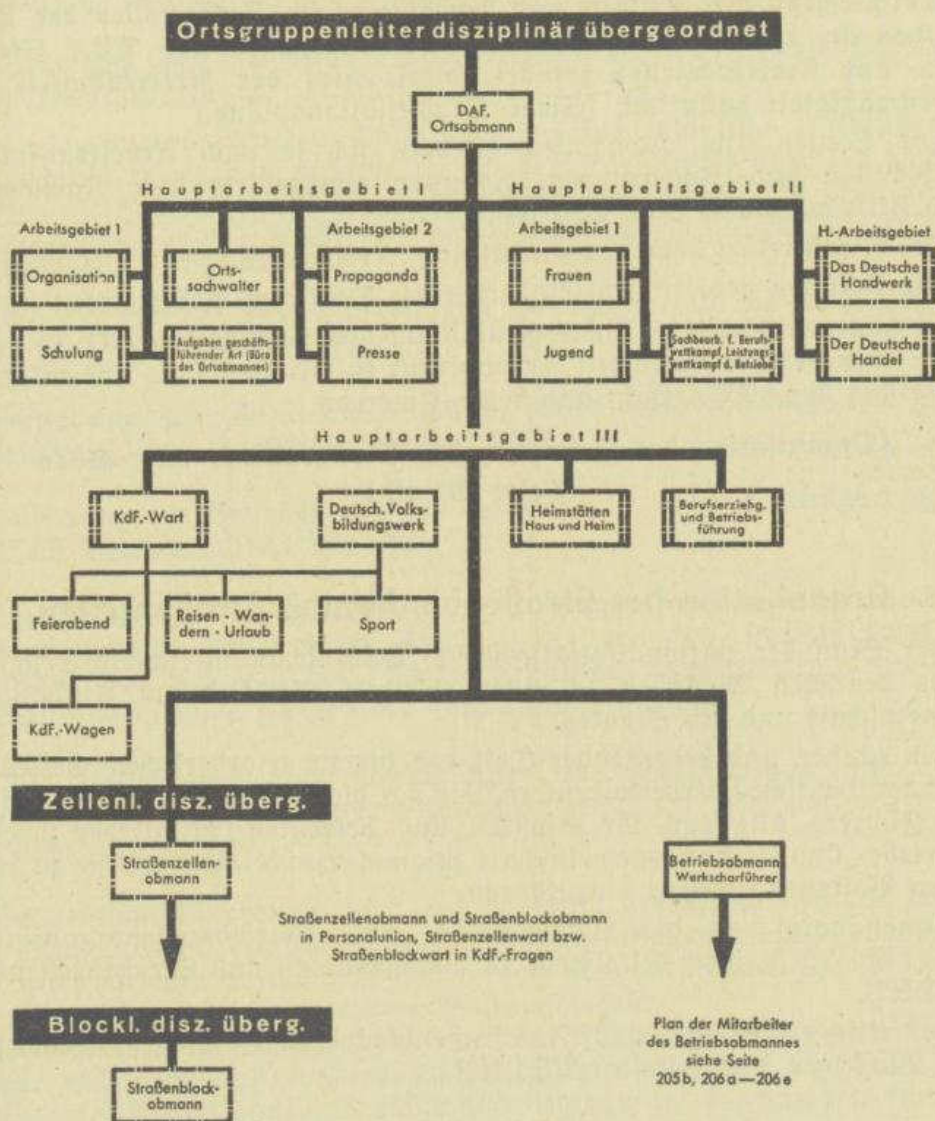 Ortsgruppenleiter disziplinär übergeordnet
DAF.
Ortsobmann
Hauptarbeitsgebiet I
Hauptarbeitsgebiet II
Arbeitsgebiet 1
Arbeitsgebiet 2
Arbeitsgebiet 1
H.-Arbeitsgebiet
Organisation
Orts-
sachwalter
Propaganda
Frauen
Das Deutsche
Handwerk
Schulung
Aufgaben geschäfts-
führender Art (Büro
des Ortsobmannes)
Presse
Jugend
Sachbearb. f. Berufs-
wettkampf, Leistungs-
wettkampf d. Betriebe
Der Deutsche
Handel
Hauptarbeitsgebiet III
KdF.-Wart
Deutsch. Volks-
bildungswerk
Heimstätten
Haus und Heim
Berufserziehg.
und Betriebs-
führung
Feierabend
Reisen - Wan-
dern - Urlaub
Sport
KdF.-Wagen
Zellenl. disz. überg.
Straßenzellen-
obmann
Betriebsobmann
Werkscharführer
Straßenzellenobmann und Straßenblockobmann
in Personalunion, Straßenzellenwart bzw.
Straßenblockwart in KdF.-Fragen
Blockl. disz. überg.
Straßenblock-
obmann
Plan der Mitarbeiter
des Betriebsobmannes
siehe Seite
205b, 206a—206e